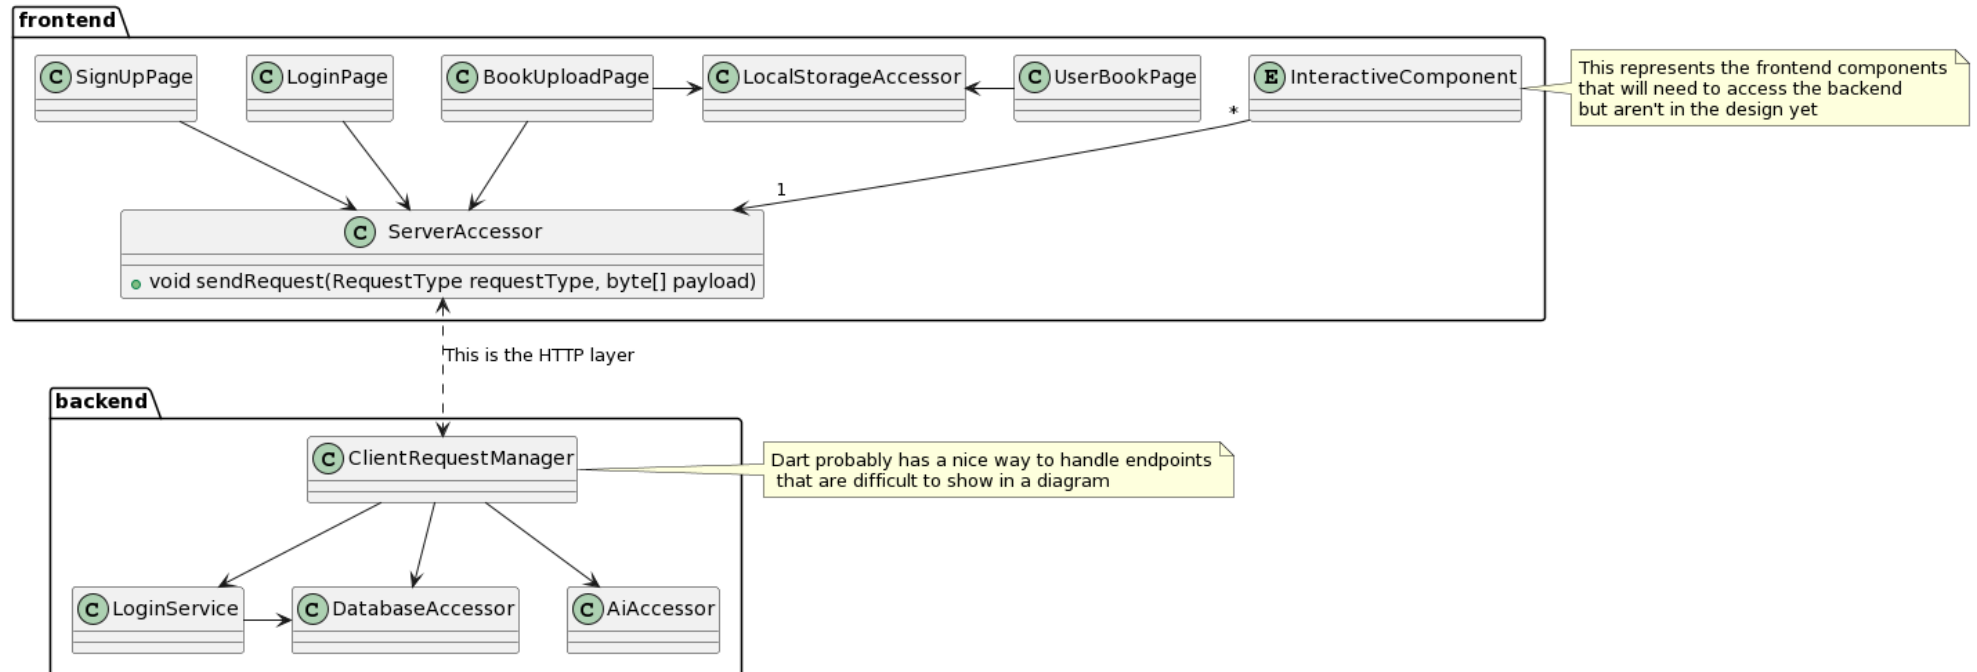 frontend
C SignUpPage
C LoginPage
C BookUploadPage
C LocalStorageAccessor
C UserBookPage
E InteractiveComponent
This represents the frontend components
that will need to access the backend
but aren't in the design yet
*
1
C ServerAccessor
void sendRequest(RequestType requestType, byte[] payload)
This is the HTTP layer
backend
C ClientRequestManager
Dart probably has a nice way to handle endpoints
that are difficult to show in a diagram
C LoginService
C DatabaseAccessor
C AiAccessor